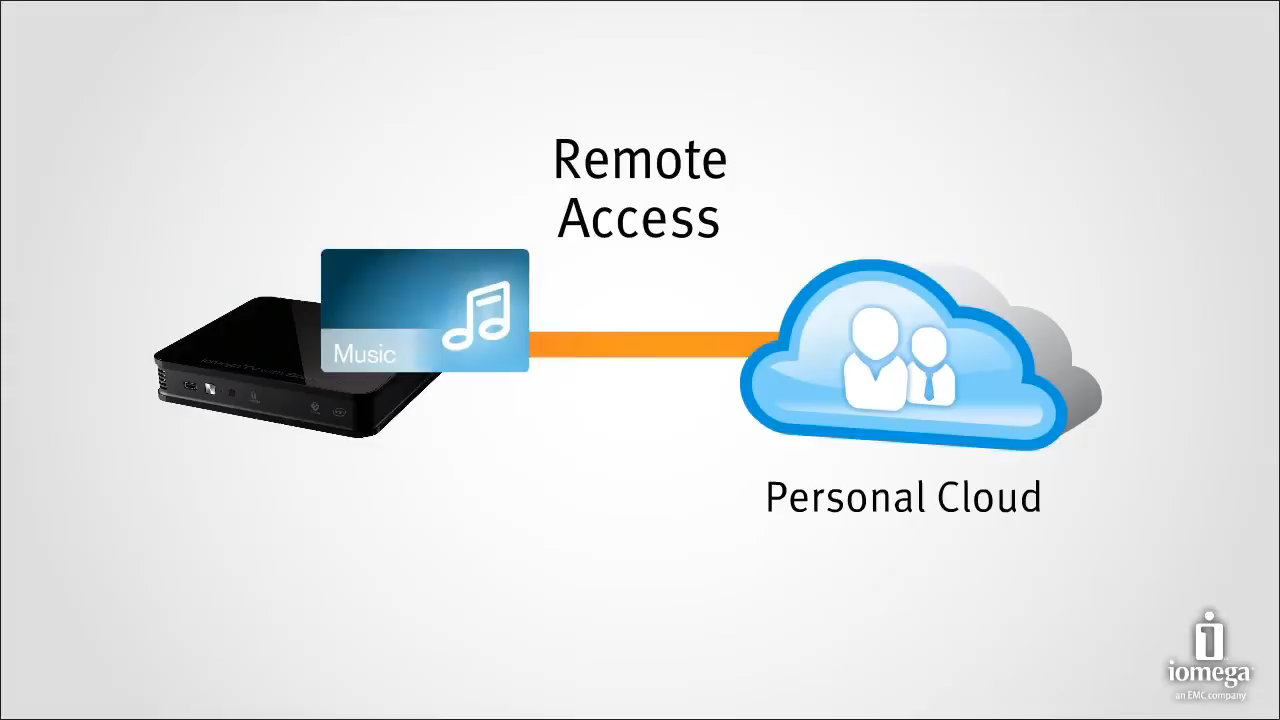 Remote
Access
Music
Personal Cloud
iomega
an EMC company